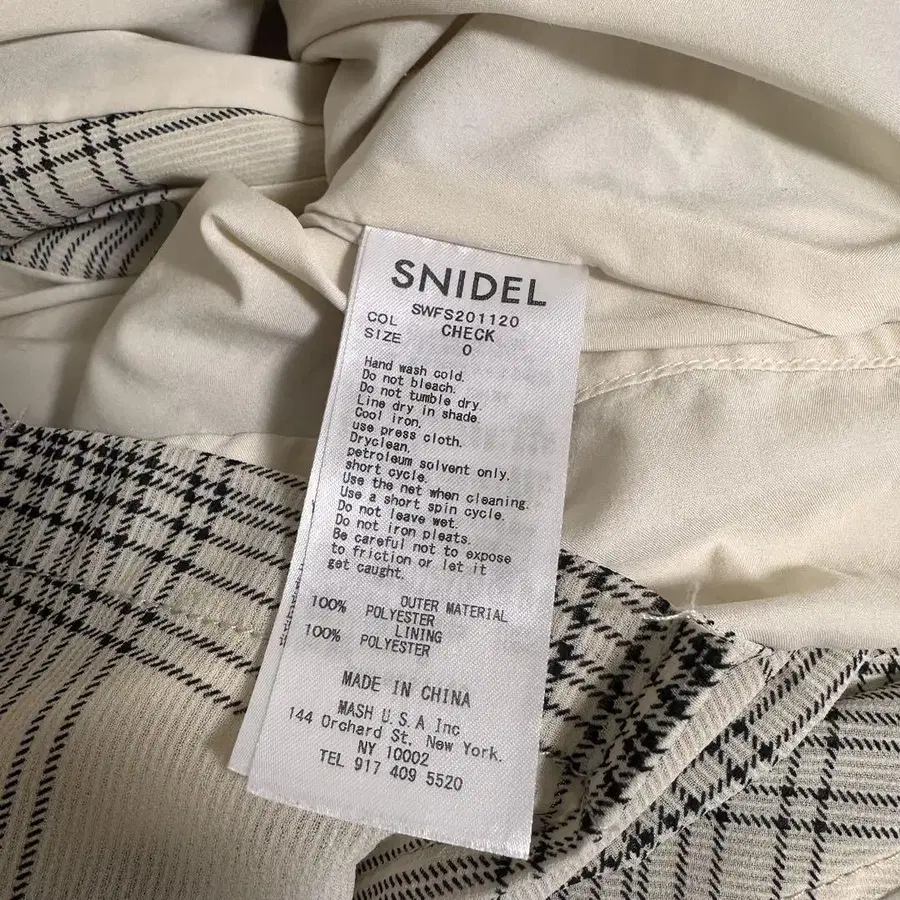 SNIDEL
SWFS201120
COL CHECK
SIZE 0
Hand wash cold.
Do not bleach.
Do not tumble dry.
Line dry in shade.
Cool iron.
use press cloth.
Dryclean.
petroleum solvent only.
short cycle.
Use the net when cleaning.
Use a short spin cycle.
Do not leave wet.
Do not iron pleats.
Be careful not to expose
to friction or let it
get caught.
OUTER MATERIAL
100% POLYESTER
LINING
100% POLYESTER
MADE IN CHINA
MASH U.S.A Inc
144 Orchard St. New York.
NY 10002
TEL 917 409 5520